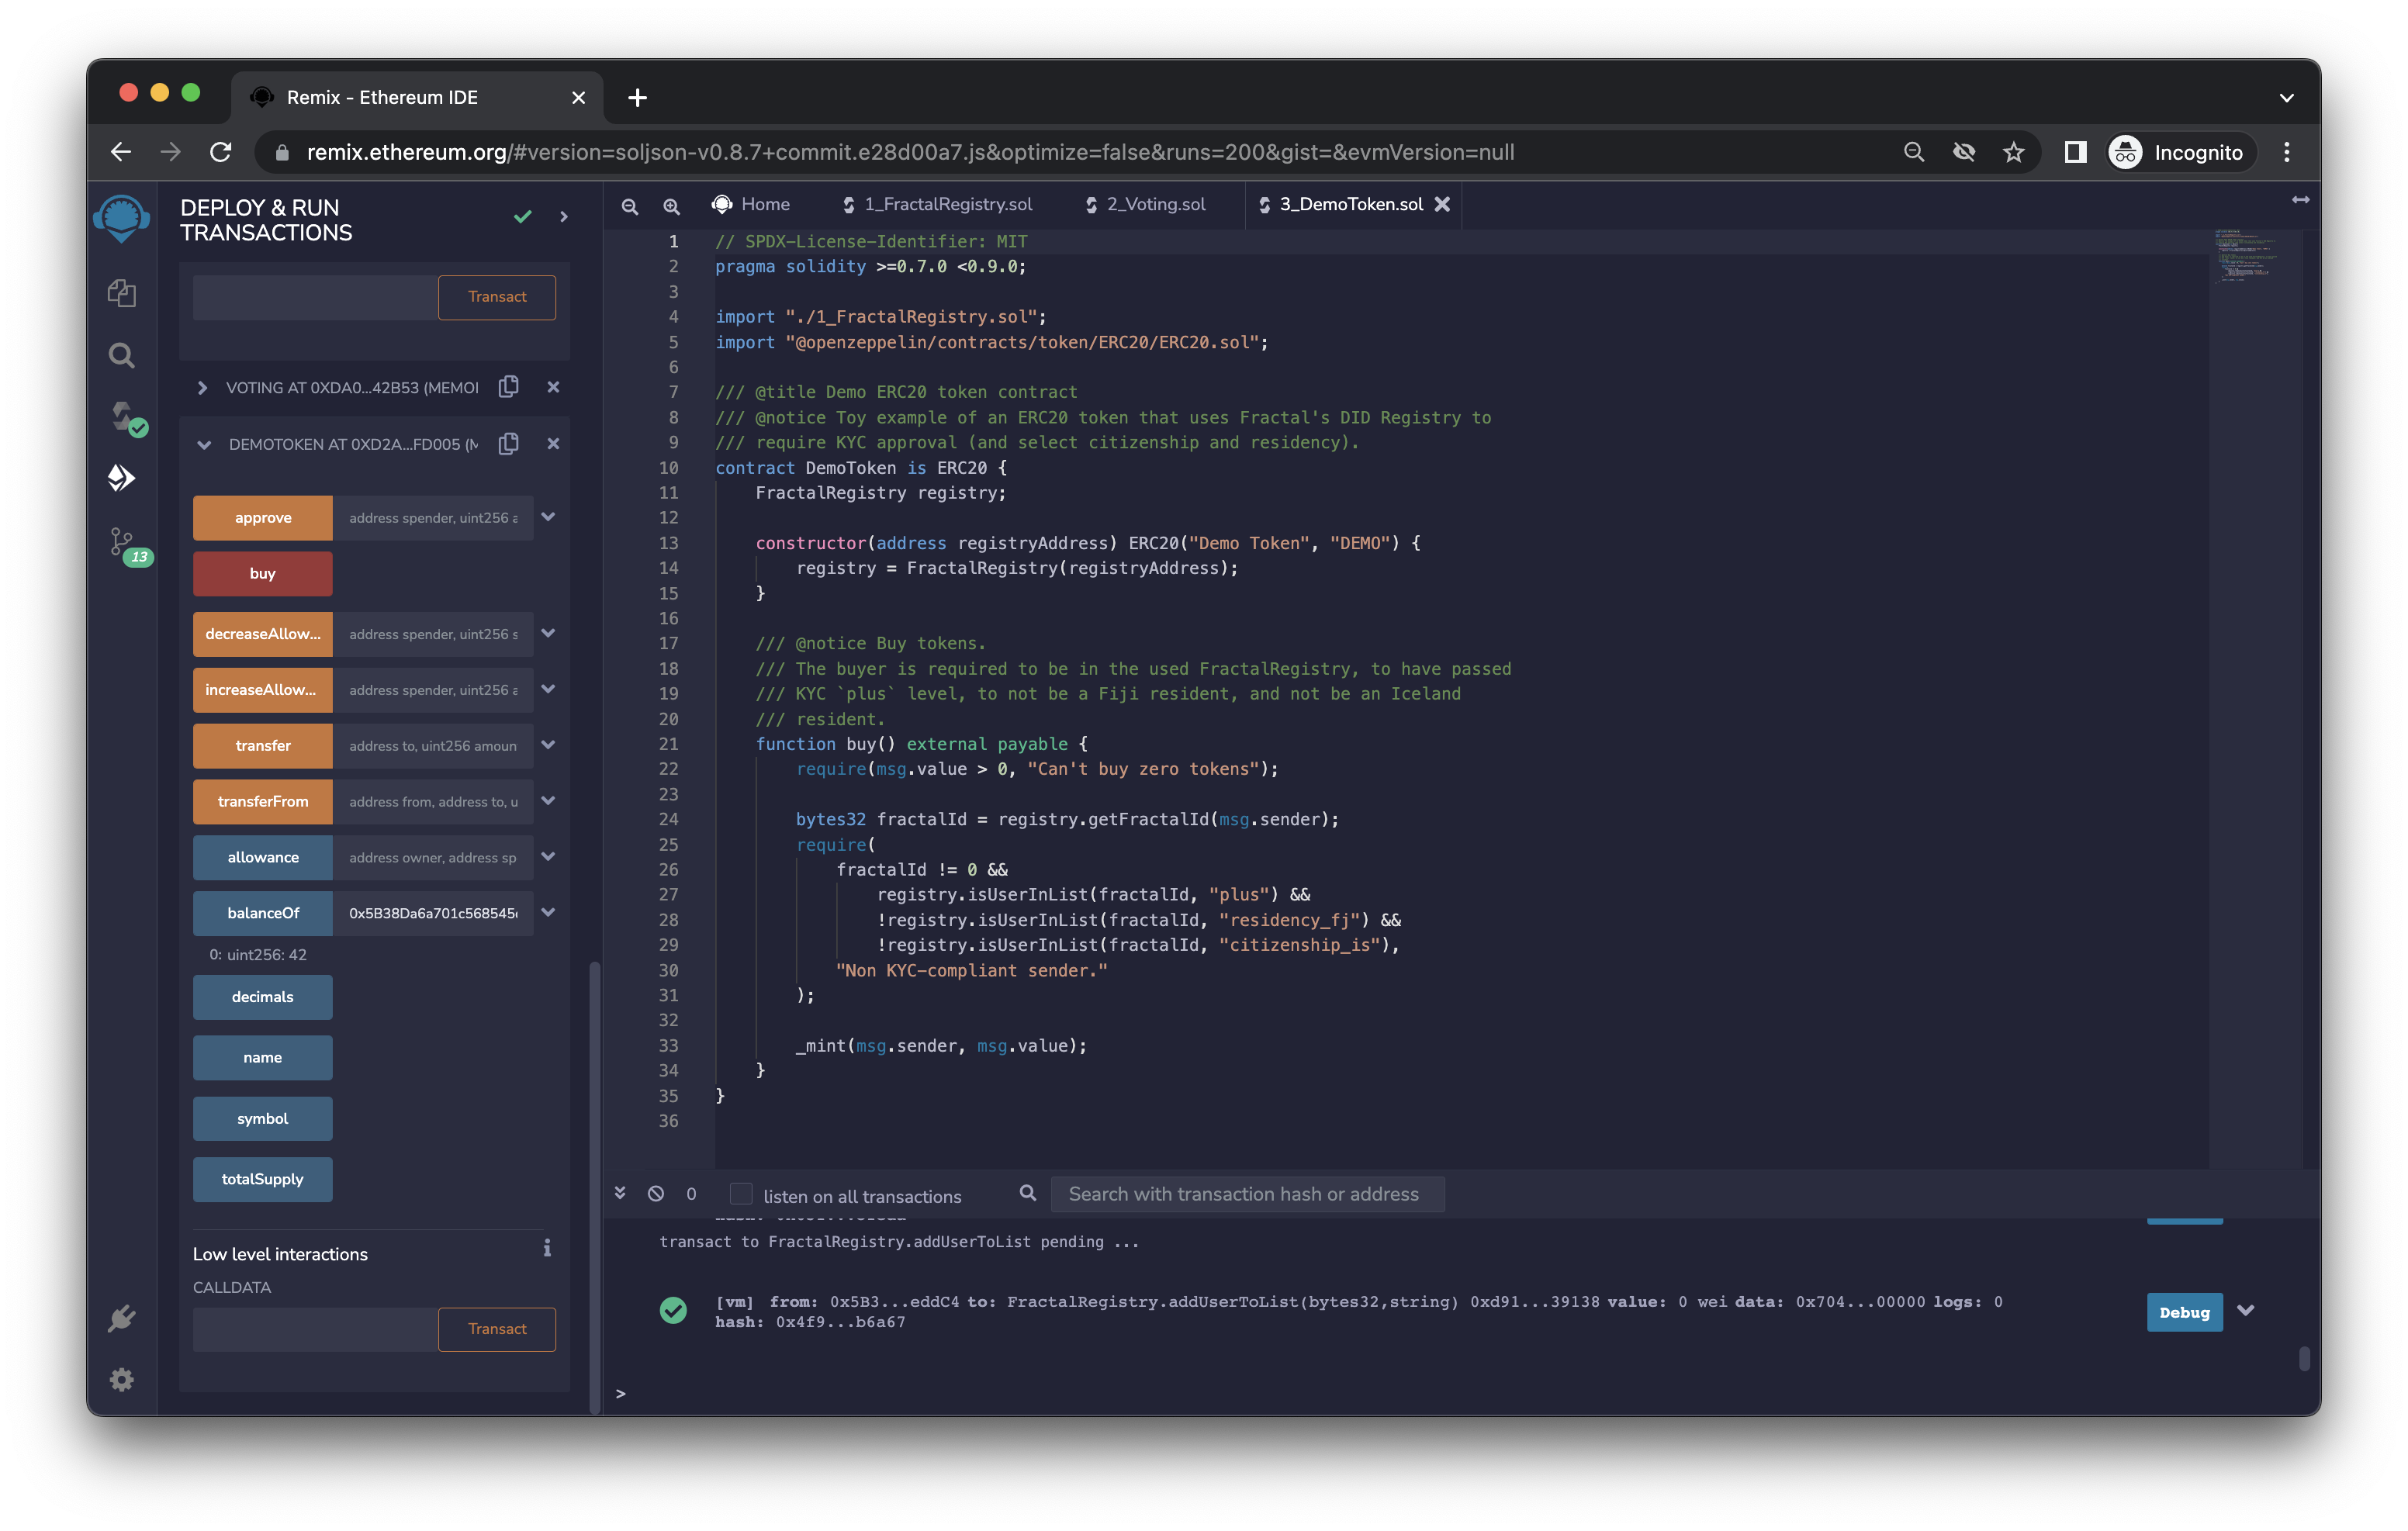 Remix - Ethereum IDE
remix.ethereum.org/#version=soljson-v0.8.7+commit.e28d00a7.js&optimize=false&runs=200&gist=&evmVersion=null
Incognito
DEPLOY & RUN
TRANSACTIONS
Transact
VOTING AT 0XDA0...42B53 (MEMOI
DEMOTOKEN AT 0XD2A...FD005 (M
approve address spender, uint256 a
buy
decreaseAllow... address spender, uint256 s
increaseAllow... address spender, uint256 a
transfer address to, uint256 amoun
transferFrom address from, address to, u
allowance address owner, address sp
balanceOf 0x5B38Da6a701c568545
0: uint256: 42
decimals
name
symbol
totalSupply
Low level interactions
CALLDATA
Transact
13
Home 1_FractalRegistry.sol 2_Voting.sol 3_DemoToken.sol
1 // SPDX-License-Identifier: MIT
2 pragma solidity >=0.7.0 <0.9.0;
3
4 import "./1_FractalRegistry.sol";
5 import "@openzeppelin/contracts/token/ERC20/ERC20.sol";
6
7 /// @title Demo ERC20 token contract
8 /// @notice Toy example of an ERC20 token that uses Fractal's DID Registry to
9 /// require KYC approval (and select citizenship and residency).
10 contract DemoToken is ERC20 {
11 FractalRegistry registry;
12
13 constructor(address registryAddress) ERC20("Demo Token", "DEMO") {
14 registry = FractalRegistry(registryAddress);
15 }
16
17 /// @notice Buy tokens.
18 /// The buyer is required to be in the used FractalRegistry, to have passed
19 /// KYC `plus` level, to not be a Fiji resident, and not be an Iceland
20 /// resident.
21 function buy() external payable {
22 require(msg.value > 0, "Can't buy zero tokens");
23
24 bytes32 fractalId = registry.getFractalId(msg.sender);
25 require(
26 fractalId != 0 &&
27 registry.isUserInList(fractalId, "plus") &&
28 !registry.isUserInList(fractalId, "residency_fj") &&
29 !registry.isUserInList(fractalId, "citizenship_is"),
30 "Non KYC-compliant sender."
31 );
32
33 _mint(msg.sender, msg.value);
34 }
35 }
36
0 listen on all transactions Search with transaction hash or address
transact to FractalRegistry.addUserToList pending ...
[vm] from: 0x5B3...eddC4 to: FractalRegistry.addUserToList(bytes32,string) 0xd91...39138 value: 0 wei data: 0x704...00000 logs: 0
hash: 0x4f9...b6a67
Debug
>